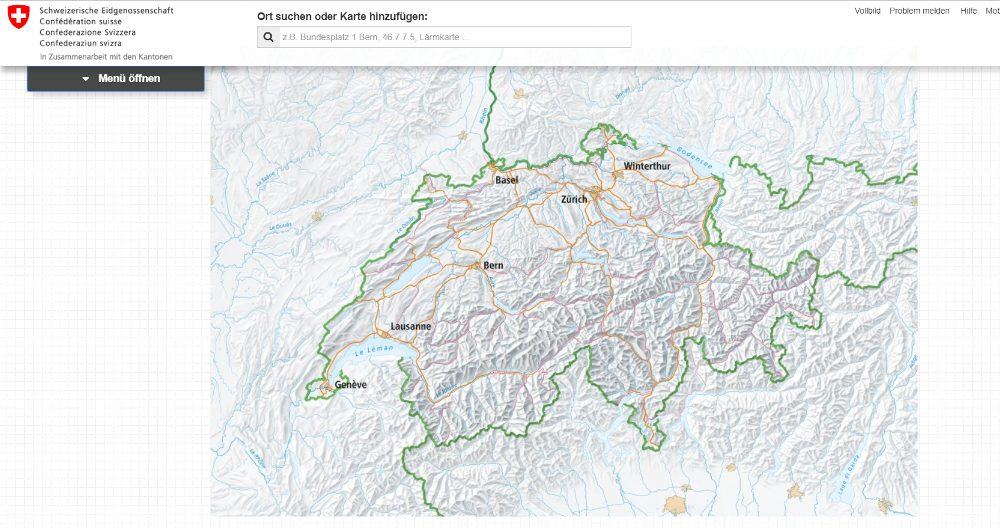 Schweizerische Eidgenossenschaft
Confédération suisse
Confederazione Svizzera
Confederaziun svizra
In Zusammenarbeit mit den Kantonen
Ort suchen oder Karte hinzufügen:
z.B. Bundesplatz 1 Bern, 46.7 7.5, Lärmkarte ...
Vollbild Problem melden Hilfe Mob
Menü öffnen
Donau
Rhein
Bodensee
Winterthur
La Saône
Basel
Aare
Zürich
Rhein
Le Doubs
Le Doubs
Bern
Aare
Rhein
Lausanne
Le Léman
Adige
Genève
Le Rhône
Le Rhône
Lago di Garda